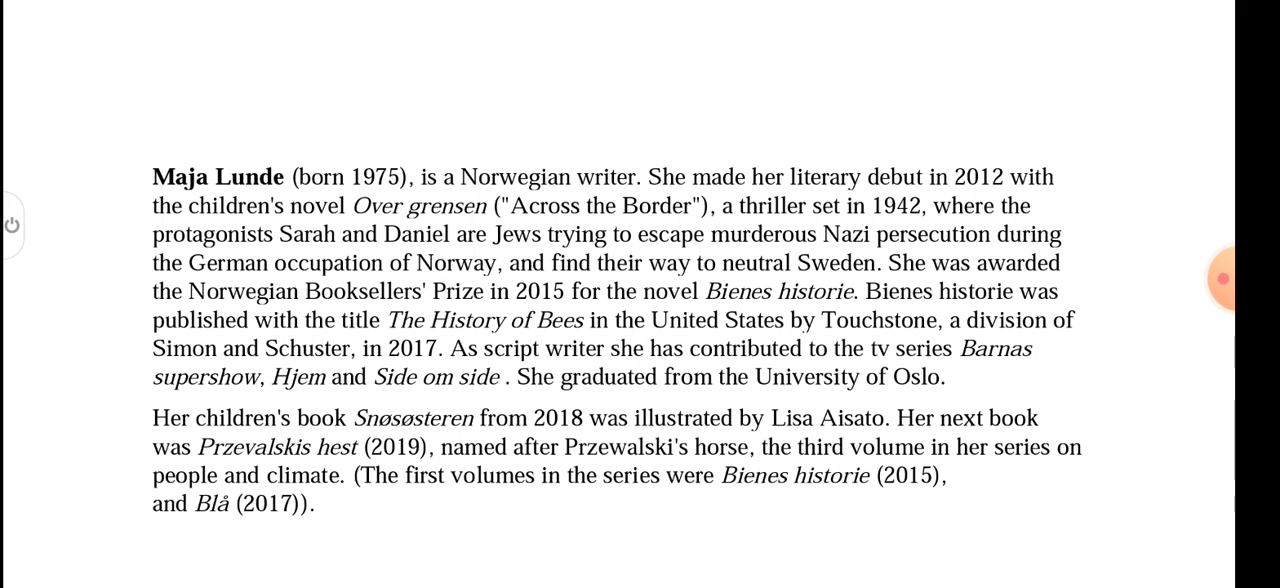 Maja Lunde (born 1975), is a Norwegian writer. She made her literary debut in 2012 with
the children's novel Over grensen ("Across the Border"), a thriller set in 1942, where the
protagonists Sarah and Daniel are Jews trying to escape murderous Nazi persecution during
the German occupation of Norway, and find their way to neutral Sweden. She was awarded
the Norwegian Booksellers' Prize in 2015 for the novel Bienes historie. Bienes historie was
published with the title The History of Bees in the United States by Touchstone, a division of
Simon and Schuster, in 2017. As script writer she has contributed to the tv series Barnas
supershow, Hjem and Side om side . She graduated from the University of Oslo.
Her children's book Snøsøsteren from 2018 was illustrated by Lisa Aisato. Her next book
was Przevalskis hest (2019), named after Przewalski's horse, the third volume in her series on
people and climate. (The first volumes in the series were Bienes historie (2015),
and Blå (2017)).